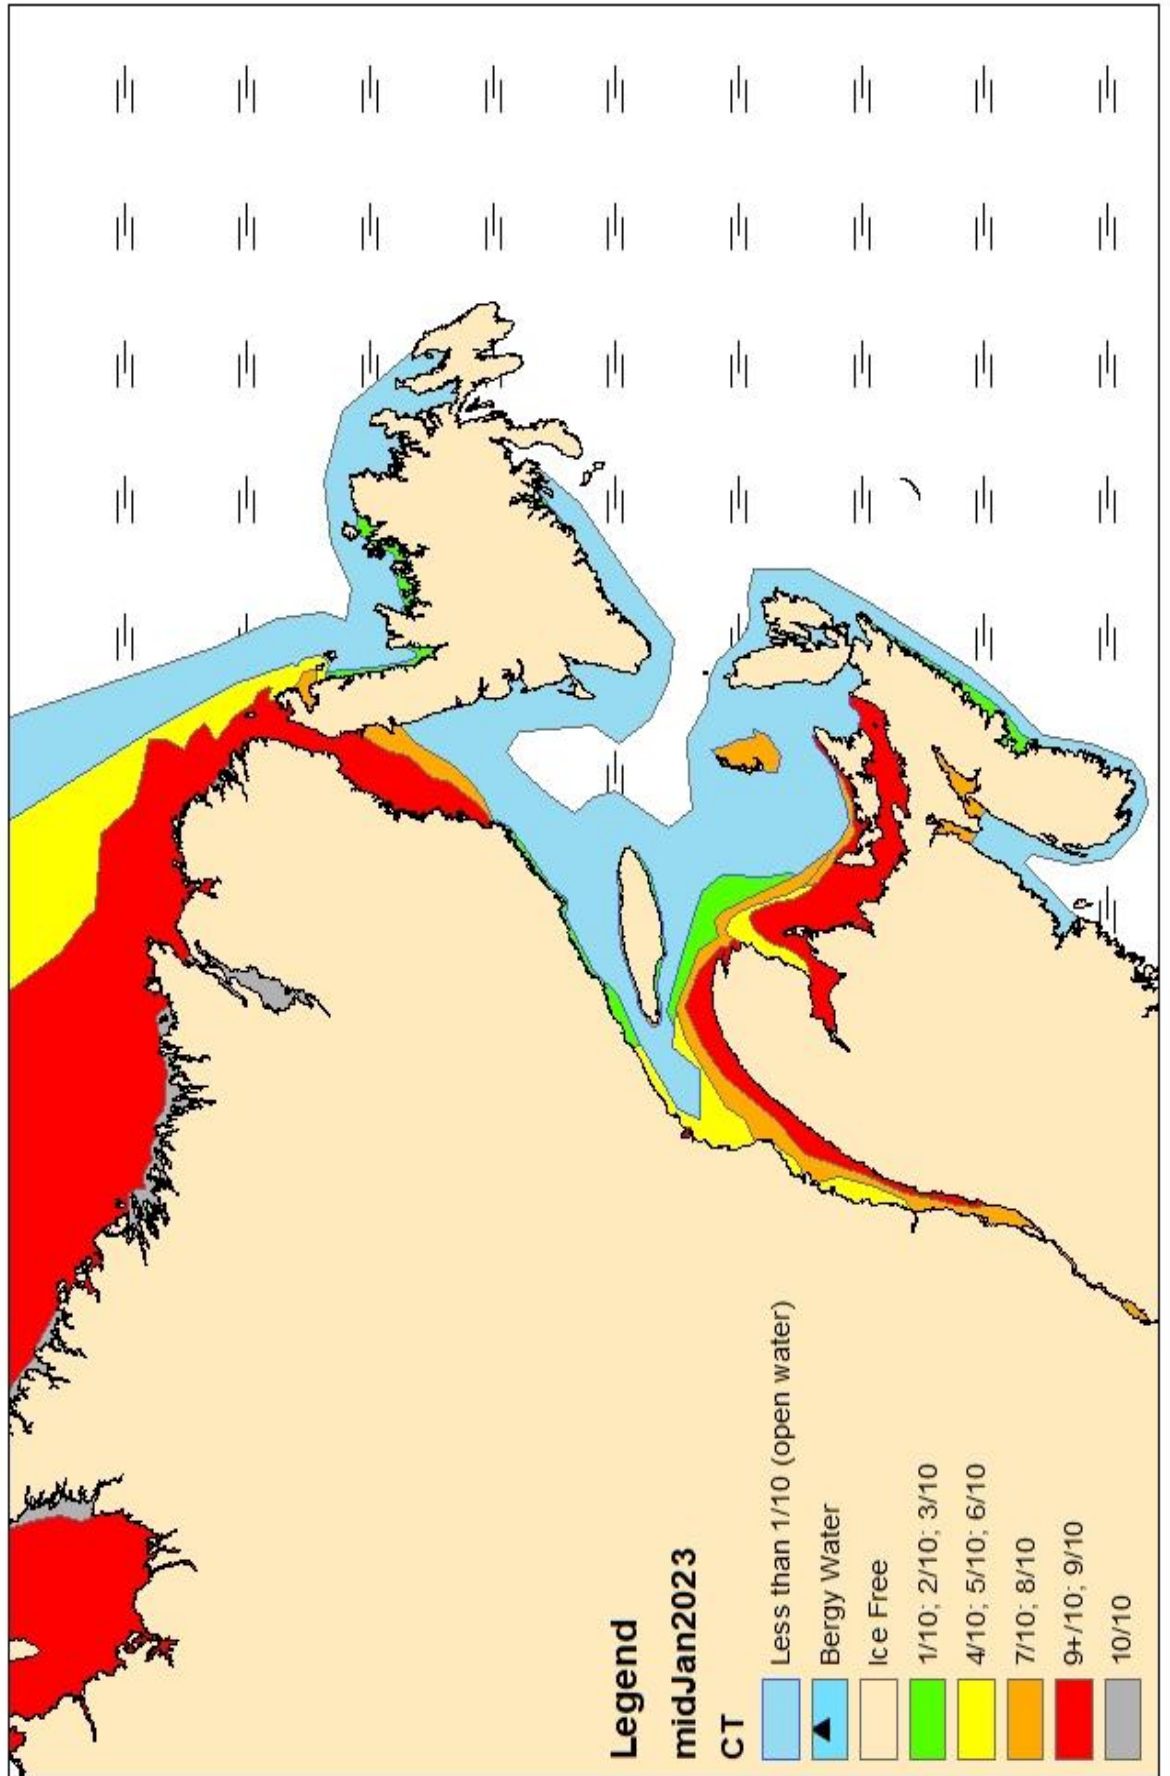 Legend
midJan2023
CT
Less than 1/10 (open water)
Bergy Water
Ice Free
1/10; 2/10; 3/10
4/10; 5/10; 6/10
7/10; 8/10
9+/10; 9/10
10/10